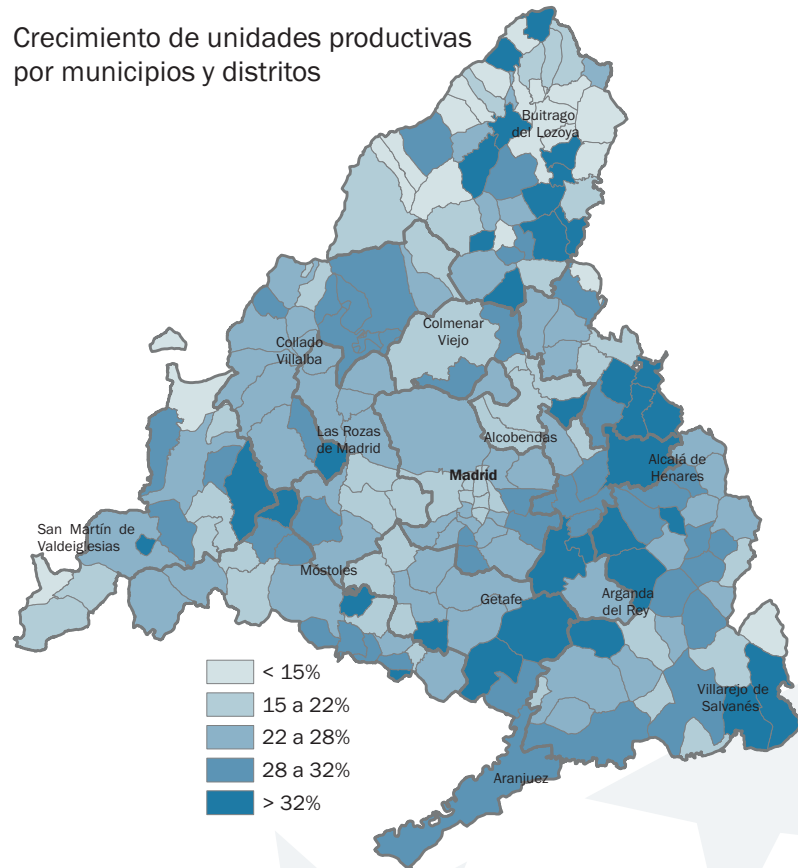 Crecimiento de unidades productivas
por municipios y distritos
Buitrago
del Lozoya
Colmenar
Viejo
Collado
Villalba
Las Rozas
de Madrid
Alcobendas
Madrid
Alcalá de
Henares
San Martín de
Valdeiglesias
Móstoles
Getafe
Arganda
del Rey
Villarejo de
Salvanés
Aranjuez
< 15%
15 a 22%
22 a 28%
28 a 32%
> 32%